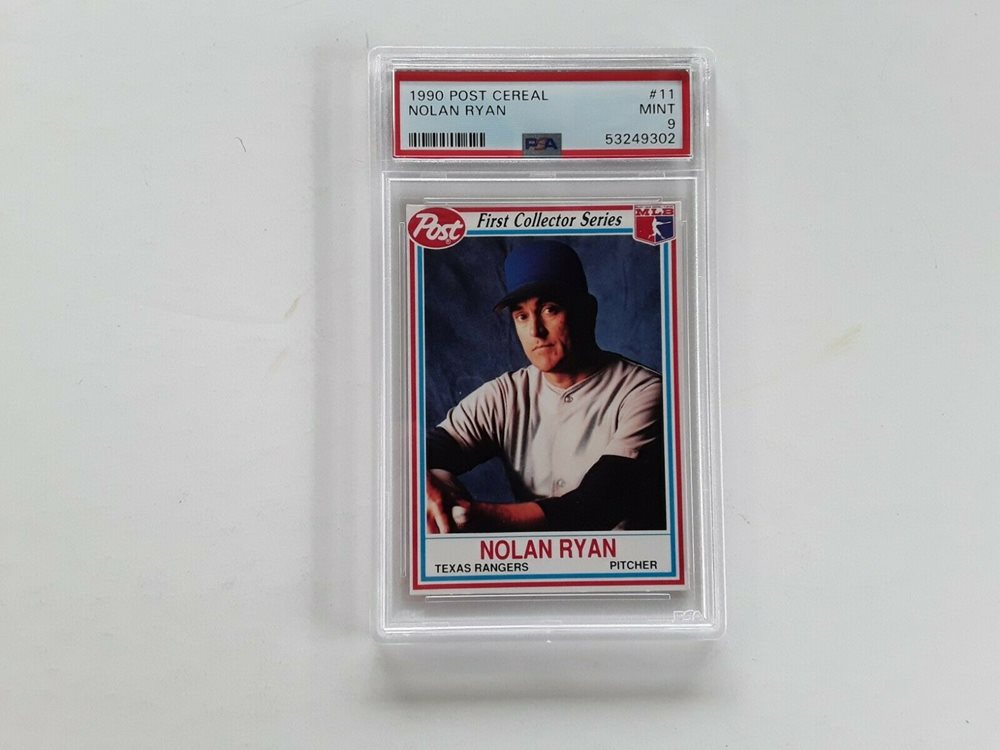 1990 POST CEREAL #11
NOLAN RYAN MINT
9
PSA 53249302
Post First Collector Series MLB
NOLAN RYAN
TEXAS RANGERS PITCHER
PSA